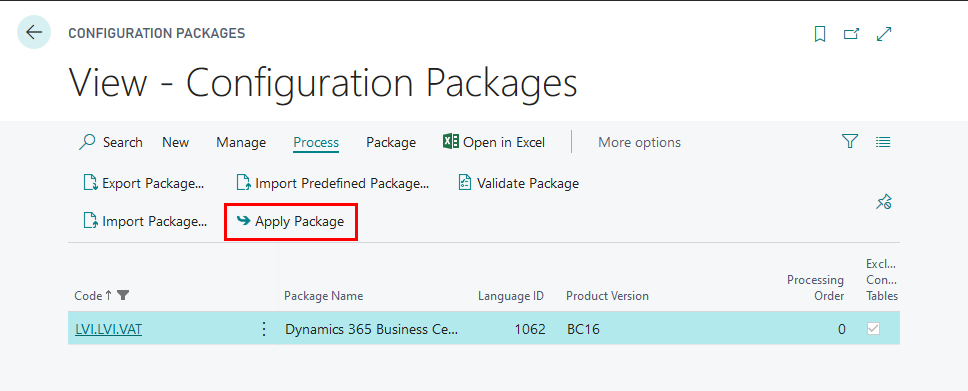 CONFIGURATION PACKAGES
View - Configuration Packages
Search New Manage Process Package Open in Excel More options
Export Package... Import Predefined Package... Validate Package
Import Package... Apply Package
Code ↑ Package Name Language ID Product Version Processing Order Excl... Con... Tables
LVI.LVI.VAT Dynamics 365 Business Ce... 1062 BC16 0